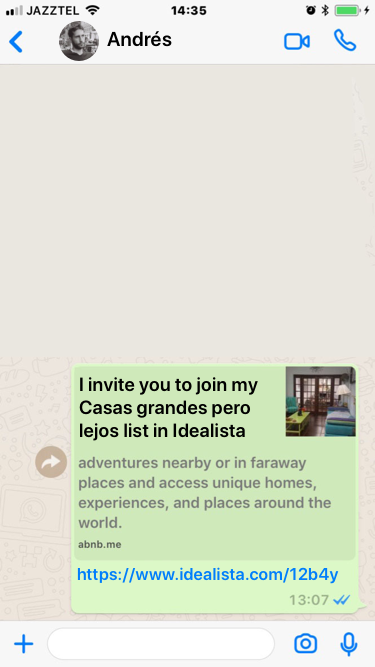 JAZZTEL 14:35
Andrés
I invite you to join my
Casas grandes pero
lejos list in Idealista
adventures nearby or in faraway
places and access unique homes,
experiences, and places around the
world.
abnb.me
https://www.idealista.com/12b4y
13:07